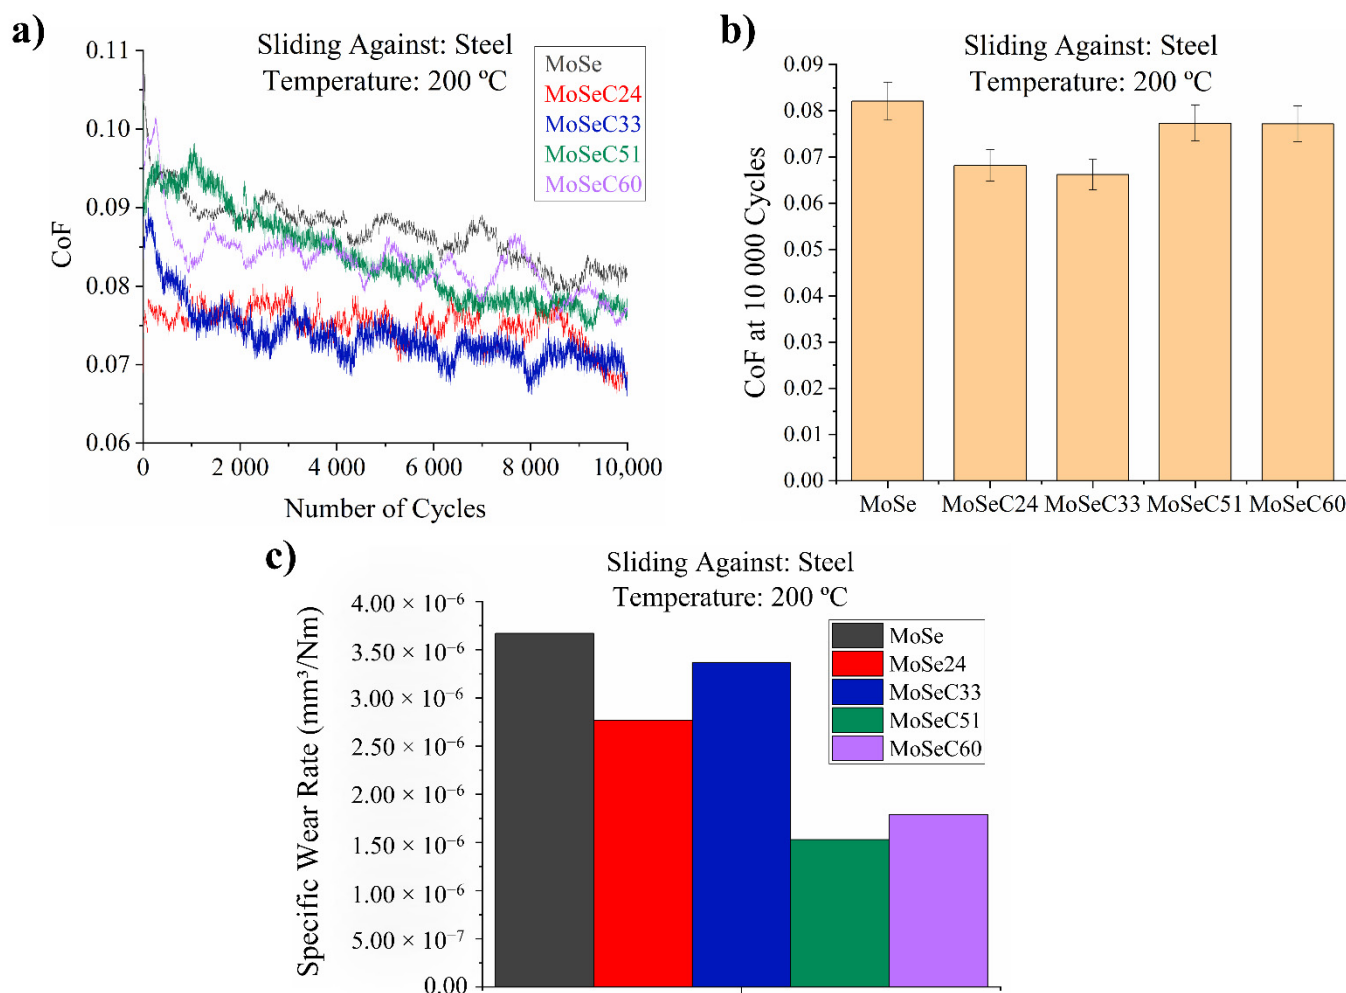 a)
Sliding Against: Steel
Temperature: 200 ºC
0.11
0.10
0.09
0.08
0.07
0.06
CoF
0
2 000
4 000
6 000
8 000
10,000
Number of Cycles
MoSe
MoSeC24
MoSeC33
MoSeC51
MoSeC60
b)
Sliding Against: Steel
Temperature: 200 ºC
0.09
0.08
0.07
0.06
0.05
0.04
0.03
0.02
0.01
0.00
CoF at 10 000 Cycles
MoSe
MoSeC24
MoSeC33
MoSeC51
MoSeC60
c)
Sliding Against: Steel
Temperature: 200 ºC
4.00 × 10⁻⁶
3.50 × 10⁻⁶
3.00 × 10⁻⁶
2.50 × 10⁻⁶
2.00 × 10⁻⁶
1.50 × 10⁻⁶
1.00 × 10⁻⁶
5.00 × 10⁻⁷
0.00
Specific Wear Rate (mm³/Nm)
MoSe
MoSe24
MoSeC33
MoSeC51
MoSeC60